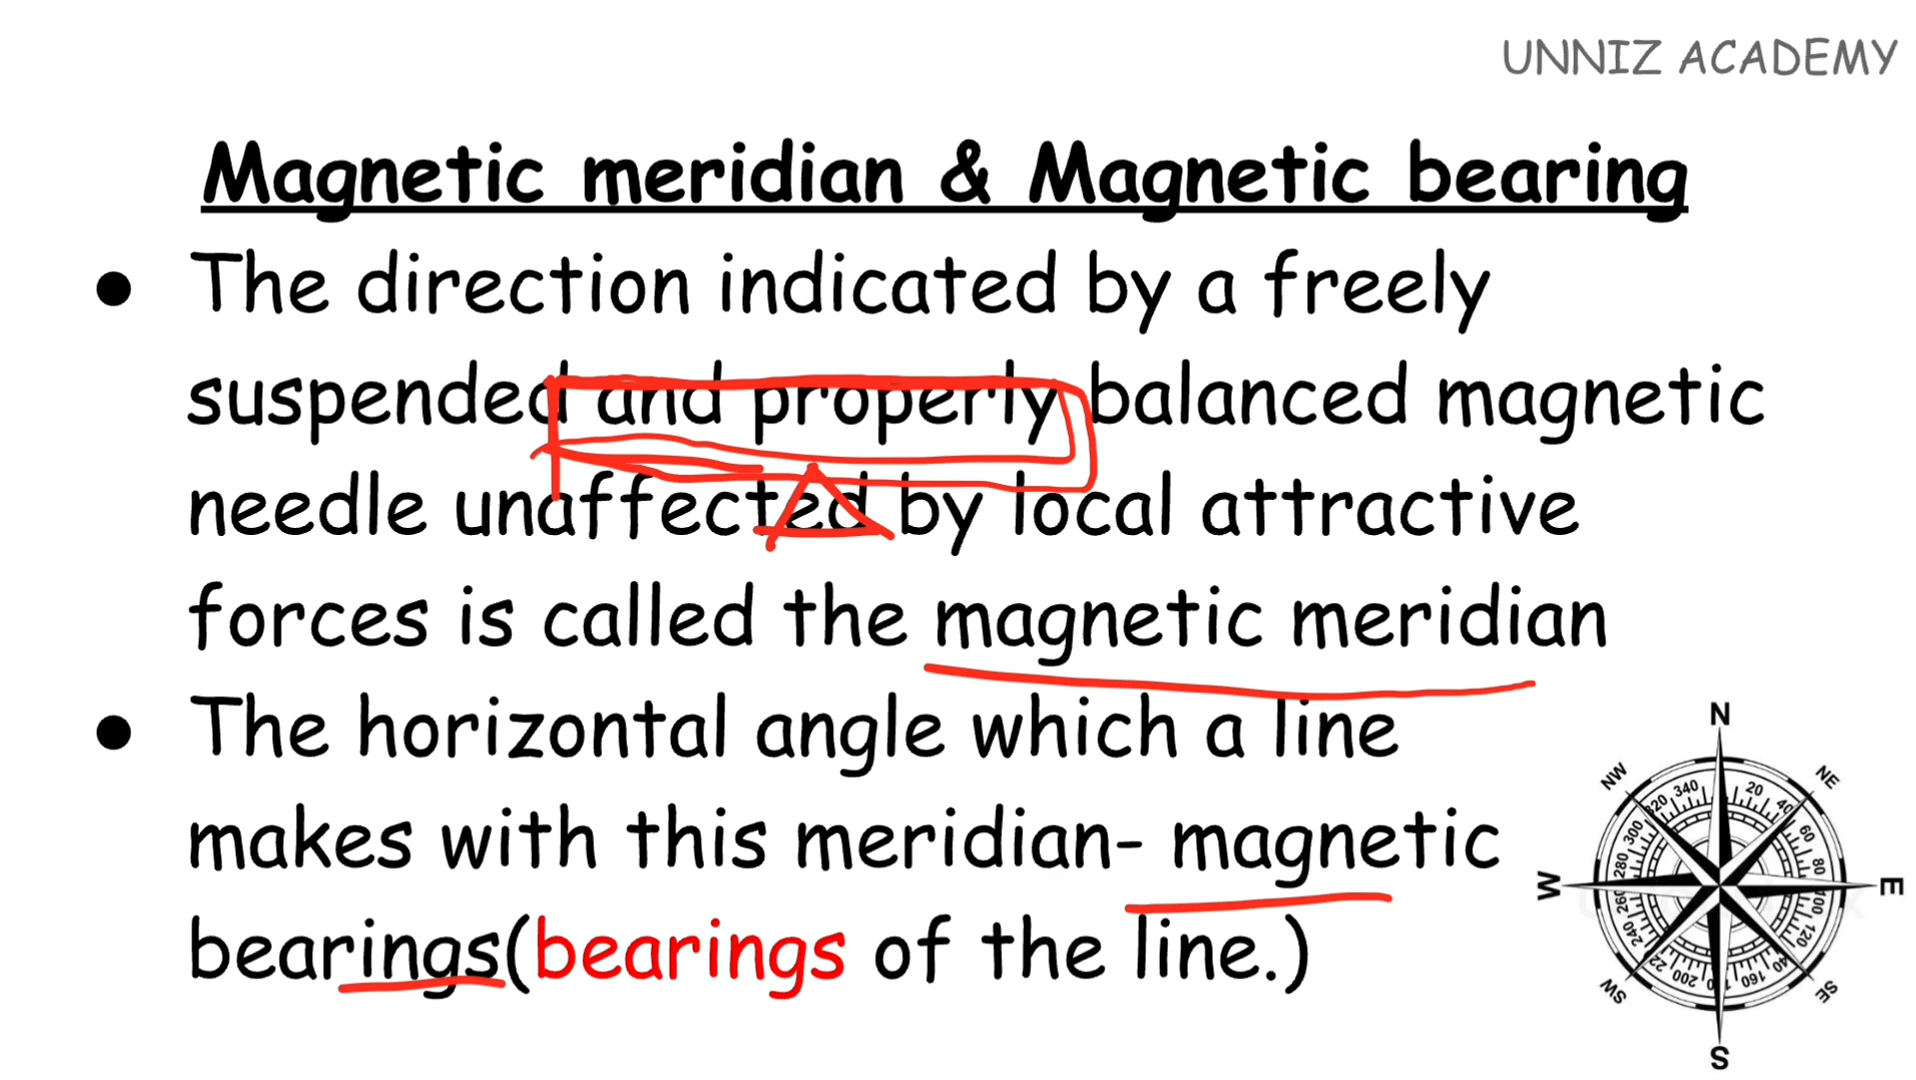 UNNIZ ACADEMY
Magnetic meridian & Magnetic bearing
● The direction indicated by a freely
suspended and properly balanced magnetic
needle unaffected by local attractive
forces is called the magnetic meridian
● The horizontal angle which a line
makes with this meridian- magnetic
bearings(bearings of the line.)
N
NW NE
340 20
320 40
300 60
280 80
W E
260 100
240 120
22 140
200 160
SW SE
S